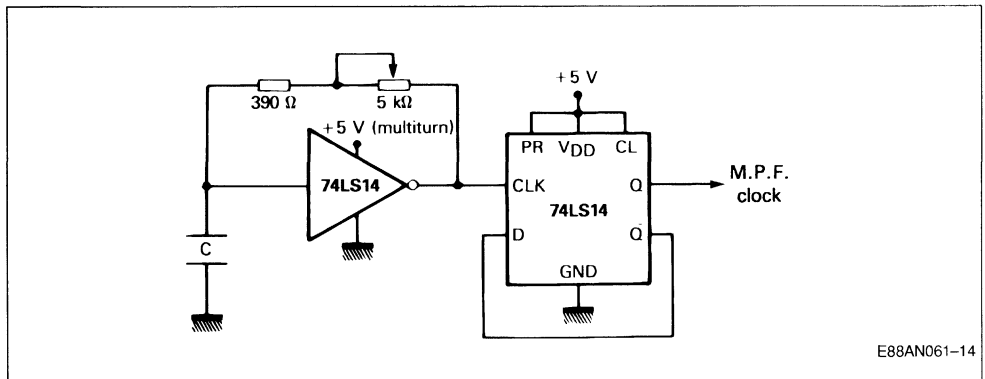 +5 V
390 Ω
5 kΩ
+5 V (multiturn)
74LS14
C
PR VDD CL
CLK
Q
74LS14
D
Q̅
GND
M.P.F.
clock
E88AN061-14